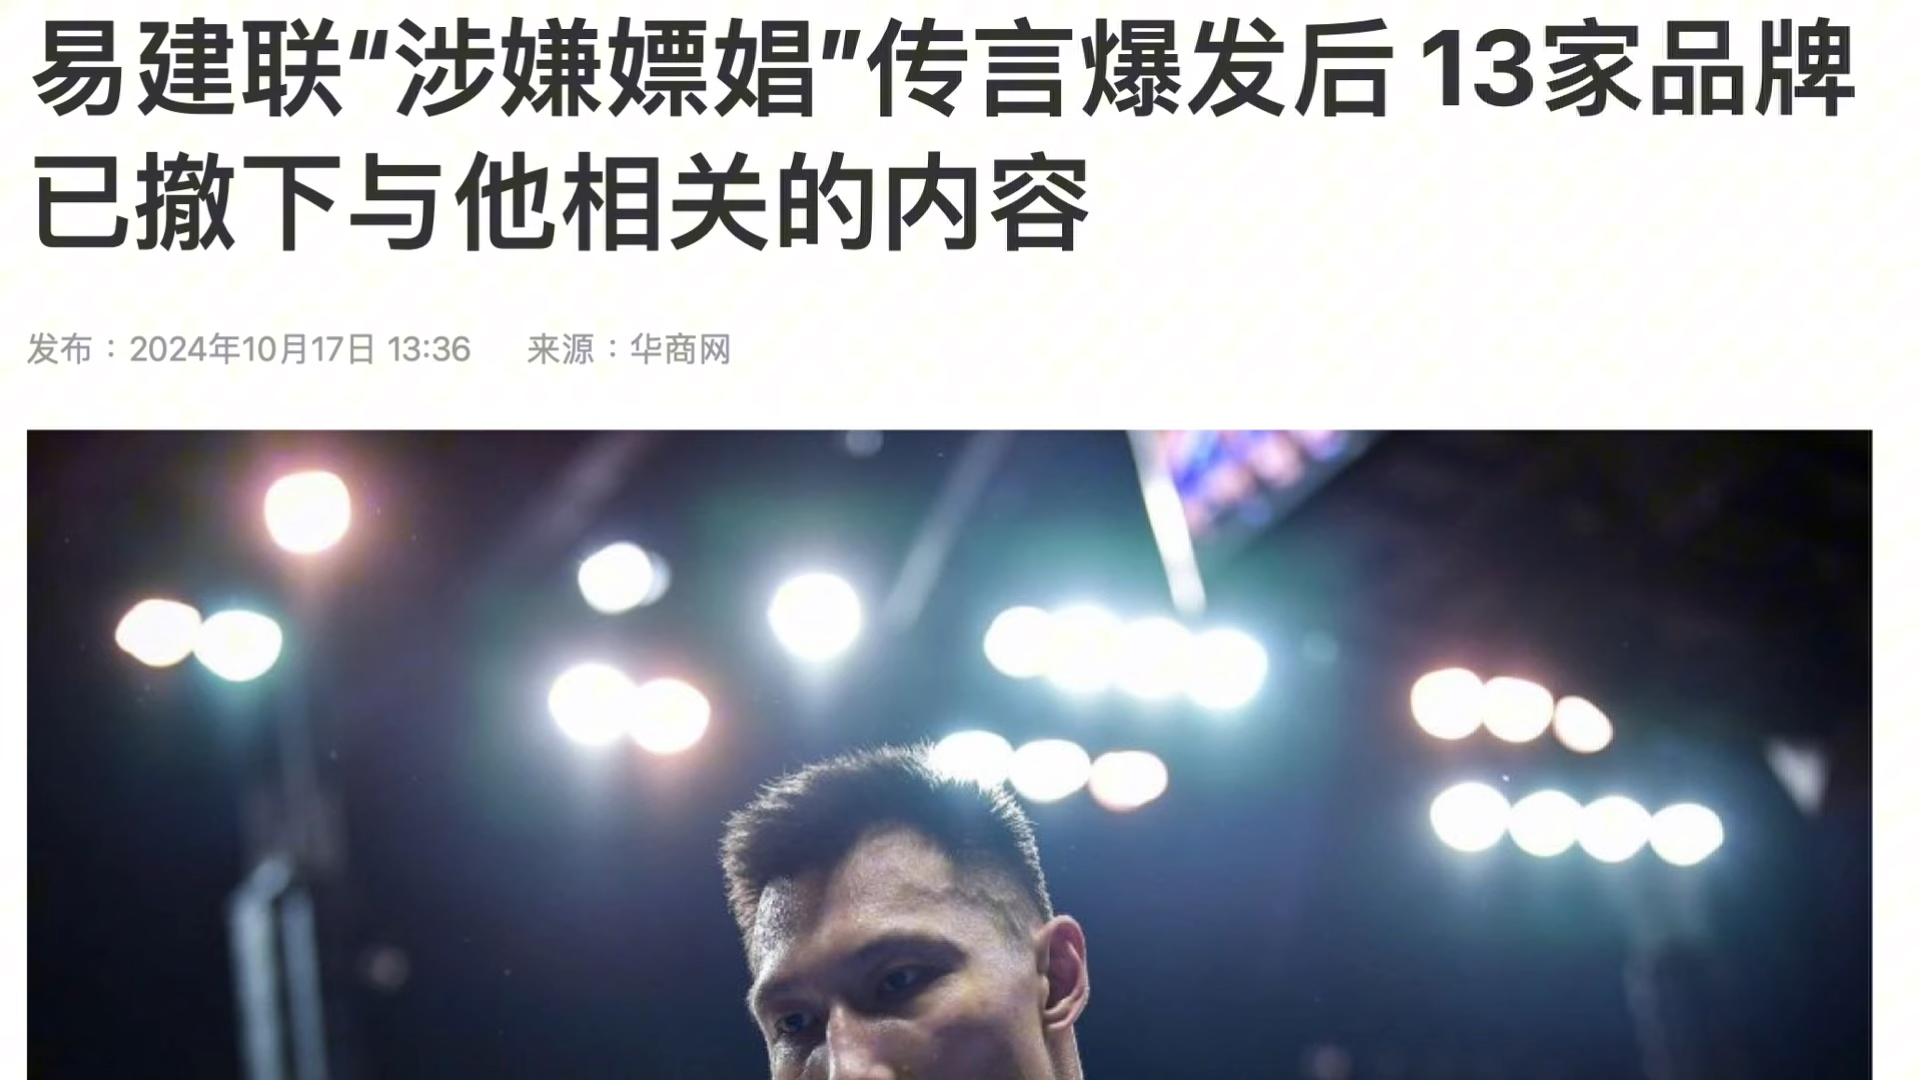 易建联“涉嫌嫖娼”传言爆发后 13家品牌
已撤下与他相关的内容
发布：2024年10月17日 13:36 来源：华商网